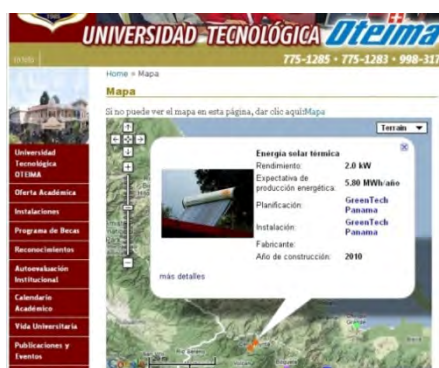 UNIVERSIDAD TECNOLÓGICA Oteima
775-1285 • 775-1283 • 998-317
Home » Mapa
Mapa
Si no puede ver el mapa en esta página, dar clic aquí:Mapa
Terrain
Universidad
Tecnológica
OTEIMA
Oferta Académica
Instalaciones
Programa de Becas
Reconocimientos
Autoevaluación
Institucional
Calendario
Académico
Vida Universitaria
Publicaciones y
Eventos
Energía solar térmica
Rendimiento: 2.0 kW
Expectativa de
producción energética: 5.80 MWh/año
Planificación: GreenTech
Panama
Instalación: GreenTech
Panama
Fabricante:
Año de construcción: 2010
más detalles
20 mi